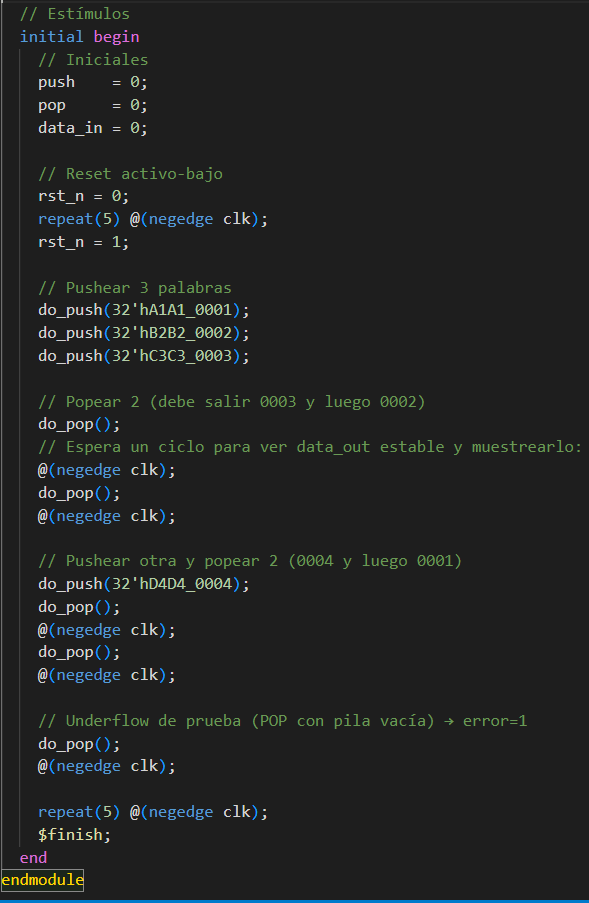 // Estímulos
initial begin
// Iniciales
push    = 0;
pop     = 0;
data_in = 0;
// Reset activo-bajo
rst_n = 0;
repeat(5) @(negedge clk);
rst_n = 1;
// Pushear 3 palabras
do_push(32'hA1A1_0001);
do_push(32'hB2B2_0002);
do_push(32'hC3C3_0003);
// Popear 2 (debe salir 0003 y luego 0002)
do_pop();
// Espera un ciclo para ver data_out estable y muestrearlo:
@(negedge clk);
do_pop();
@(negedge clk);
// Pushear otra y popear 2 (0004 y luego 0001)
do_push(32'hD4D4_0004);
do_pop();
@(negedge clk);
do_pop();
@(negedge clk);
// Underflow de prueba (POP con pila vacía) → error=1
do_pop();
@(negedge clk);
repeat(5) @(negedge clk);
$finish;
end
endmodule